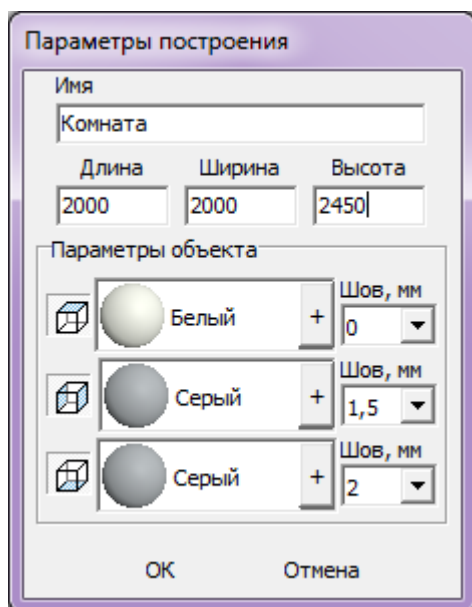 Параметры построения
Имя
Комната
Длина Ширина Высота
2000 2000 2450
Параметры объекта
Шов, мм
Белый + 0
Шов, мм
Серый + 1,5
Шов, мм
Серый + 2
ОК Отмена